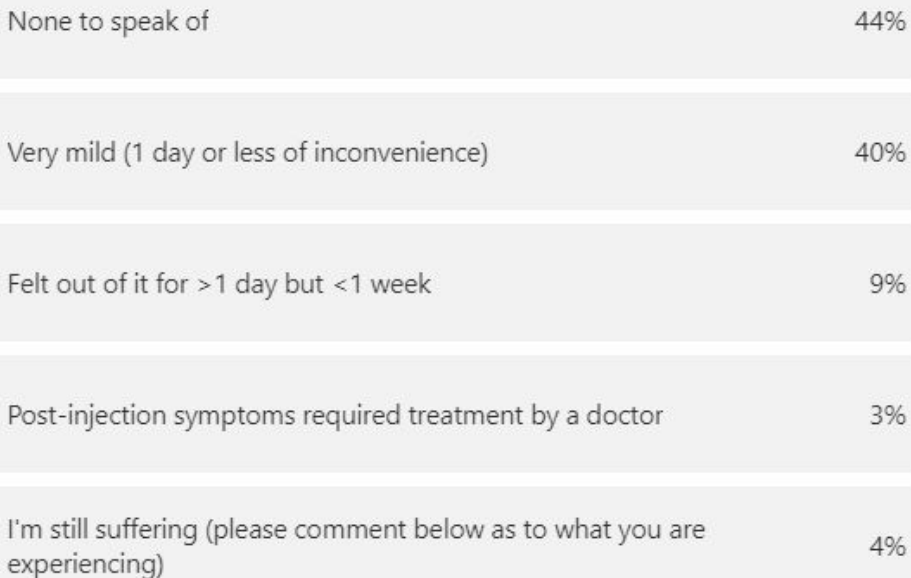 None to speak of 44%
Very mild (1 day or less of inconvenience) 40%
Felt out of it for >1 day but <1 week 9%
Post-injection symptoms required treatment by a doctor 3%
I'm still suffering (please comment below as to what you are
experiencing) 4%